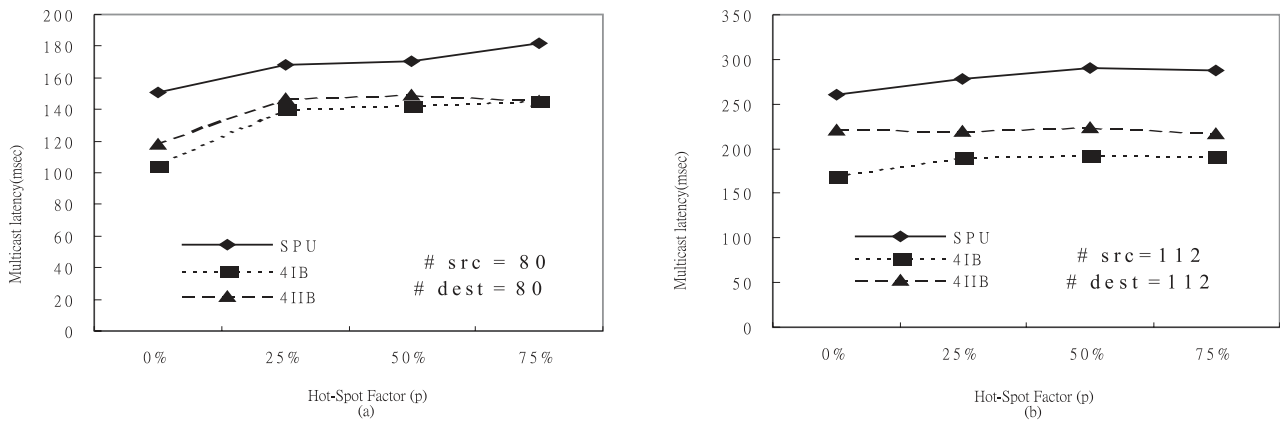 200
180
160
140
120
100
80
60
40
20
0
Multicast latency(msec)
SPU
4IB
4IIB
# src = 80
# dest = 80
0% 25% 50% 75%
Hot-Spot Factor (p)
(a)
350
300
250
200
150
100
50
0
Multicast latency(msec)
SPU
4IB
4IIB
# src=112
# dest =112
0% 25% 50% 75%
Hot-Spot Factor (p)
(b)